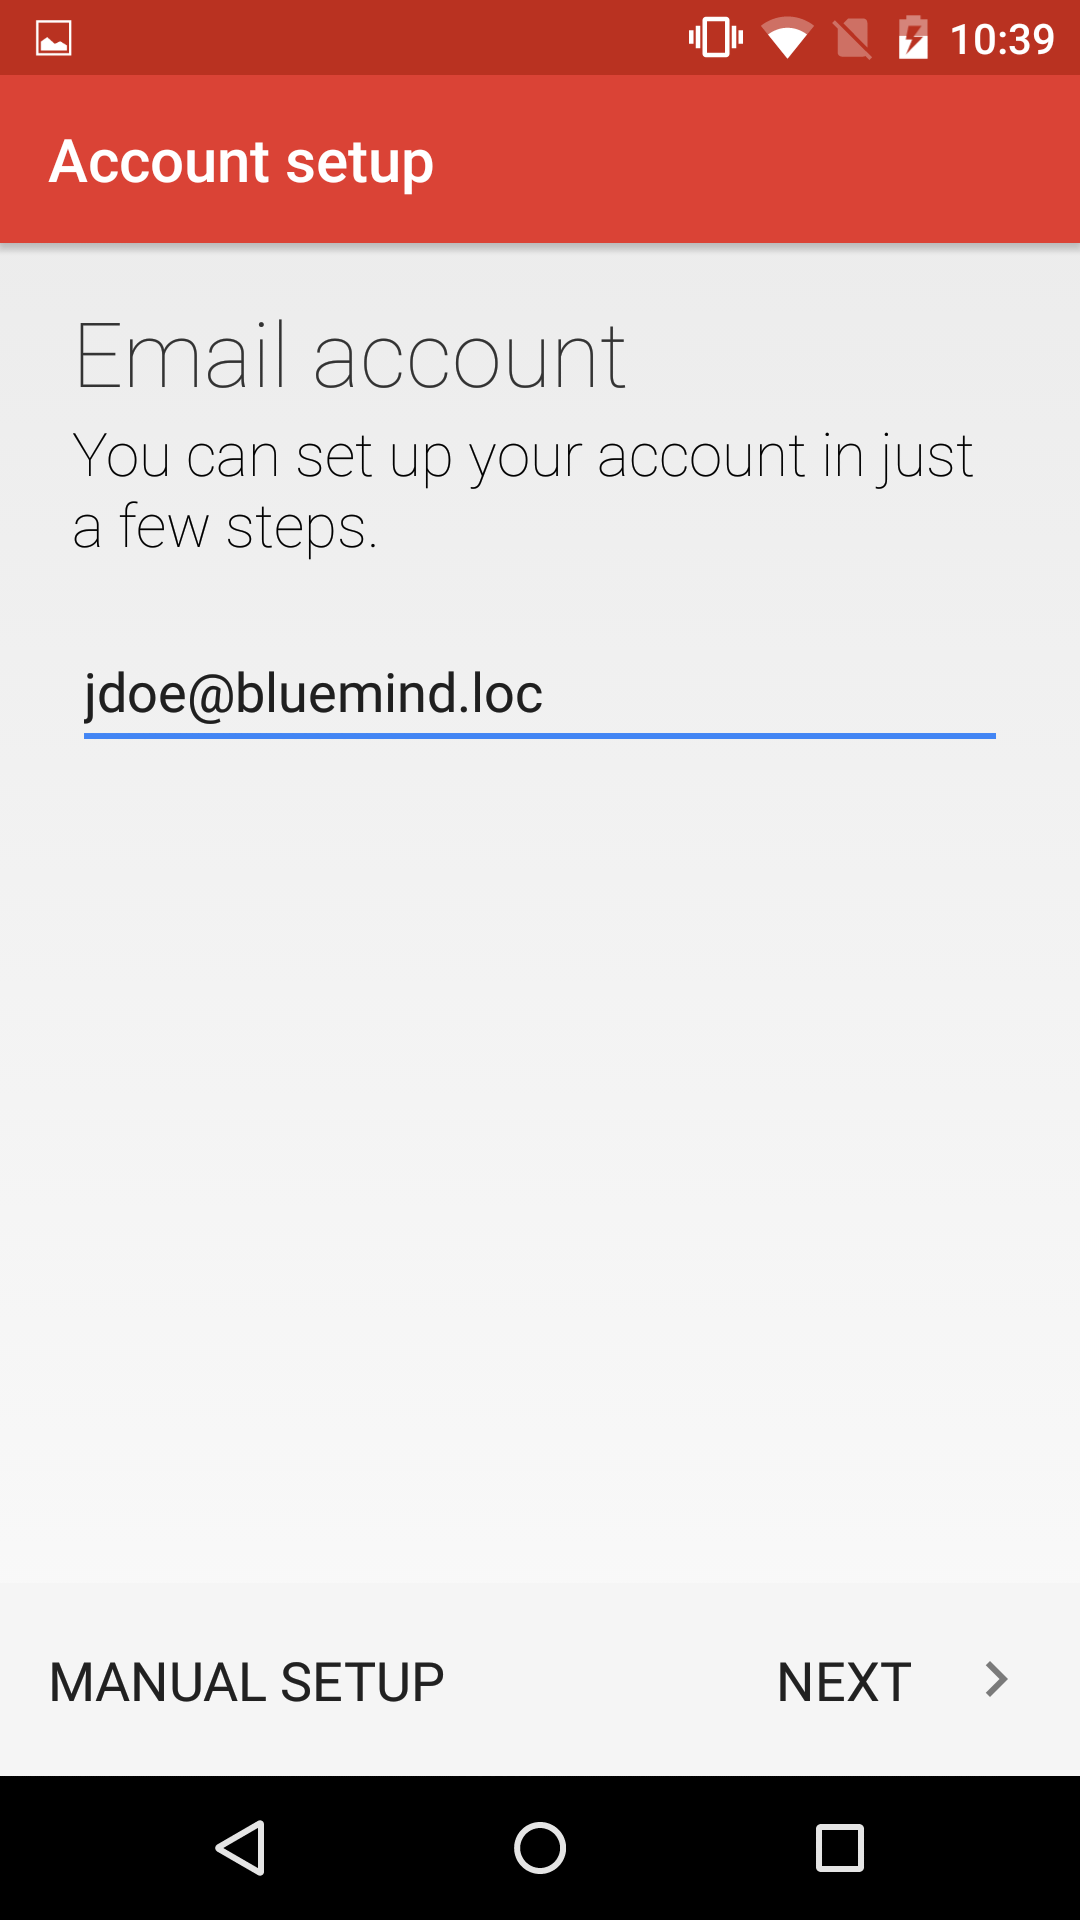 10:39
Account setup
Email account
You can set up your account in just
a few steps.
jdoe@bluemind.loc
MANUAL SETUP
NEXT